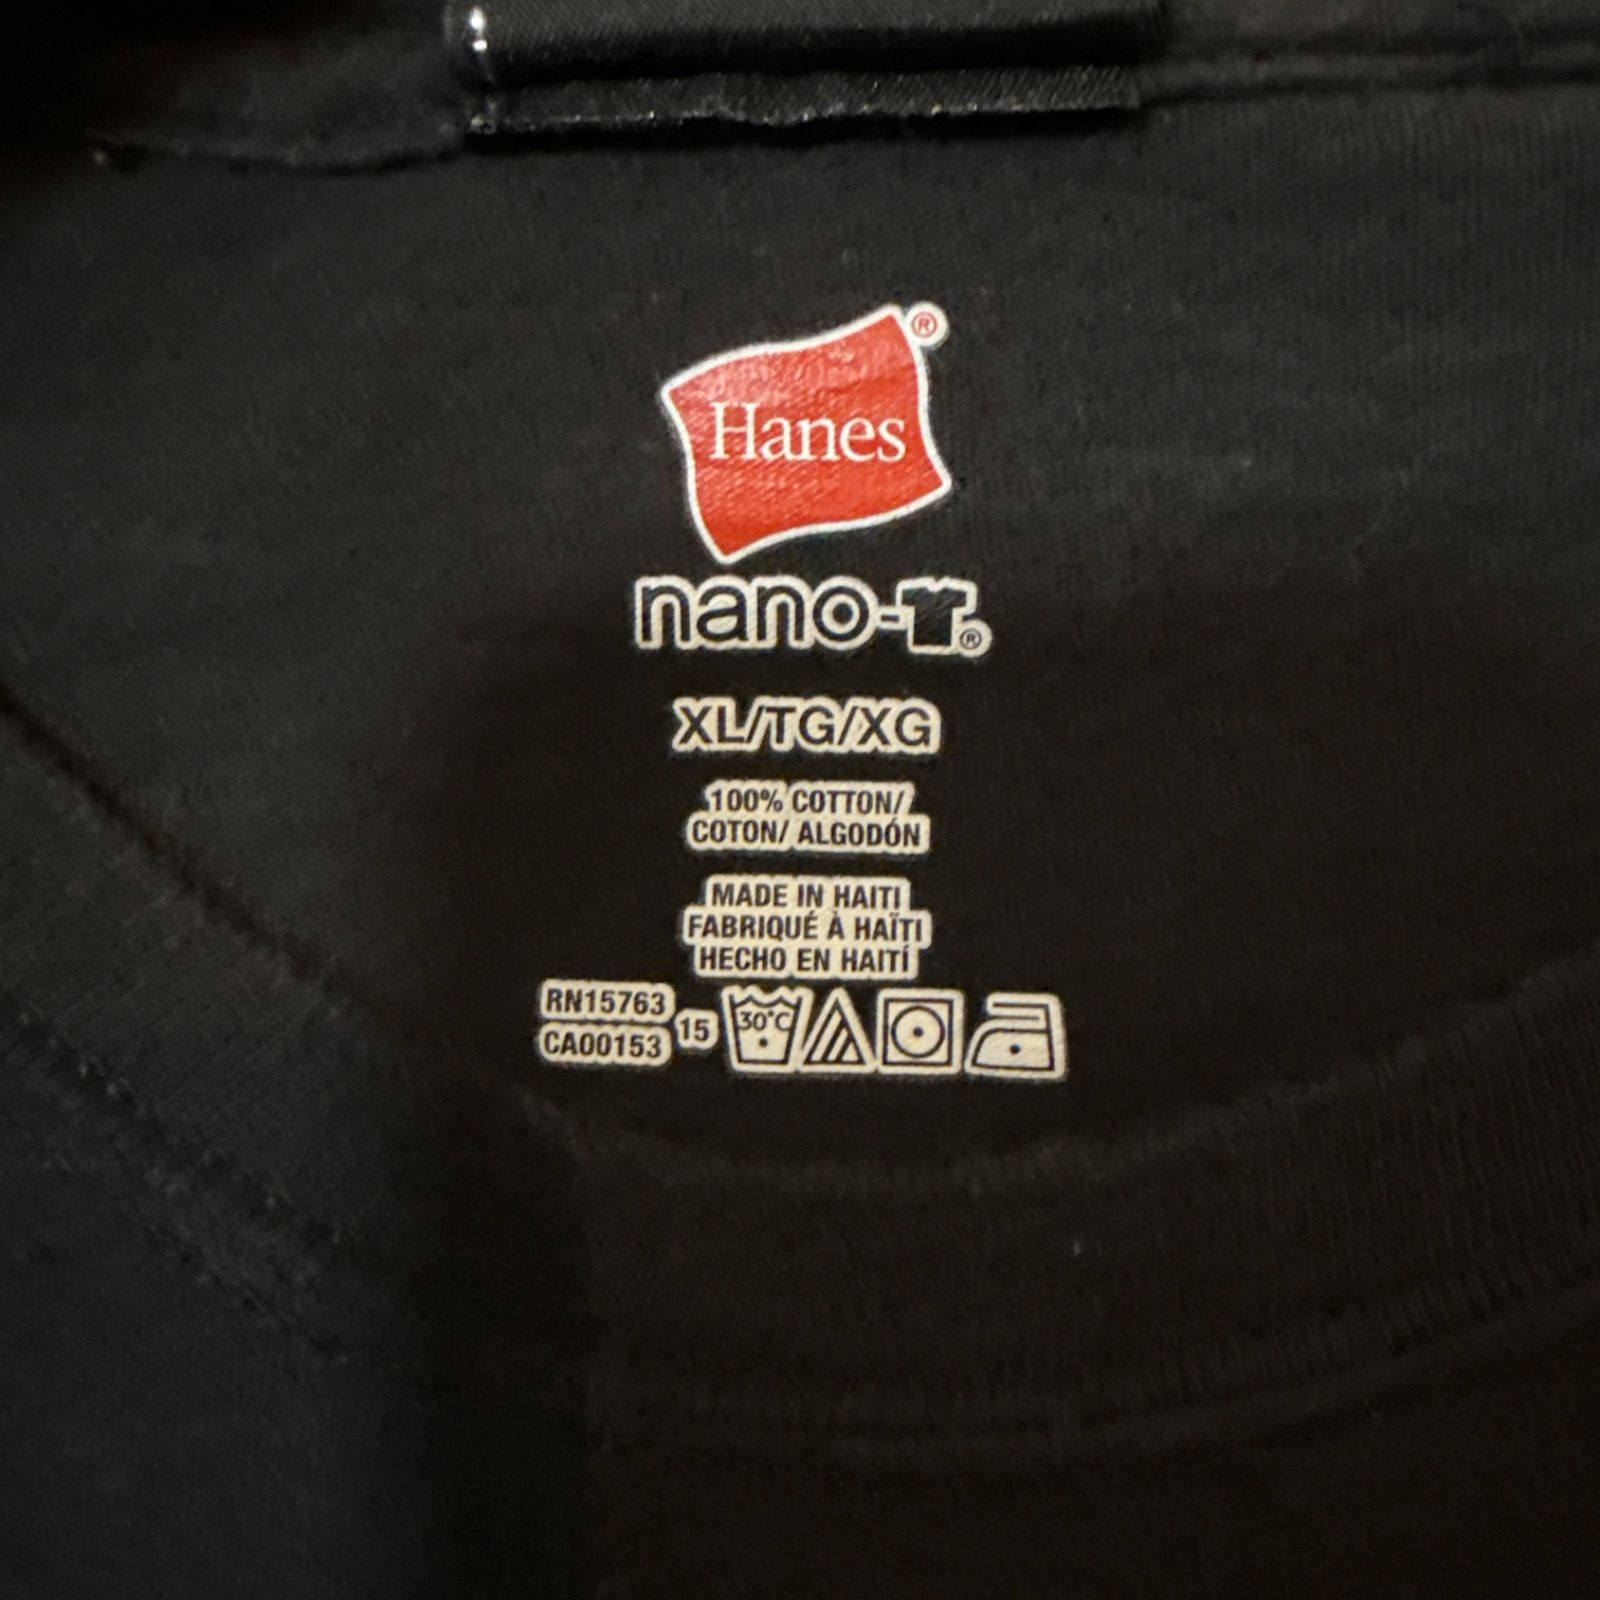 Hanes®
nano-T®
XL/TG/XG
100% COTTON/
COTON/ ALGODÓN
MADE IN HAITI
FABRIQUÉ À HAÏTI
HECHO EN HAITÍ
RN15763
CA00153
15
30°C